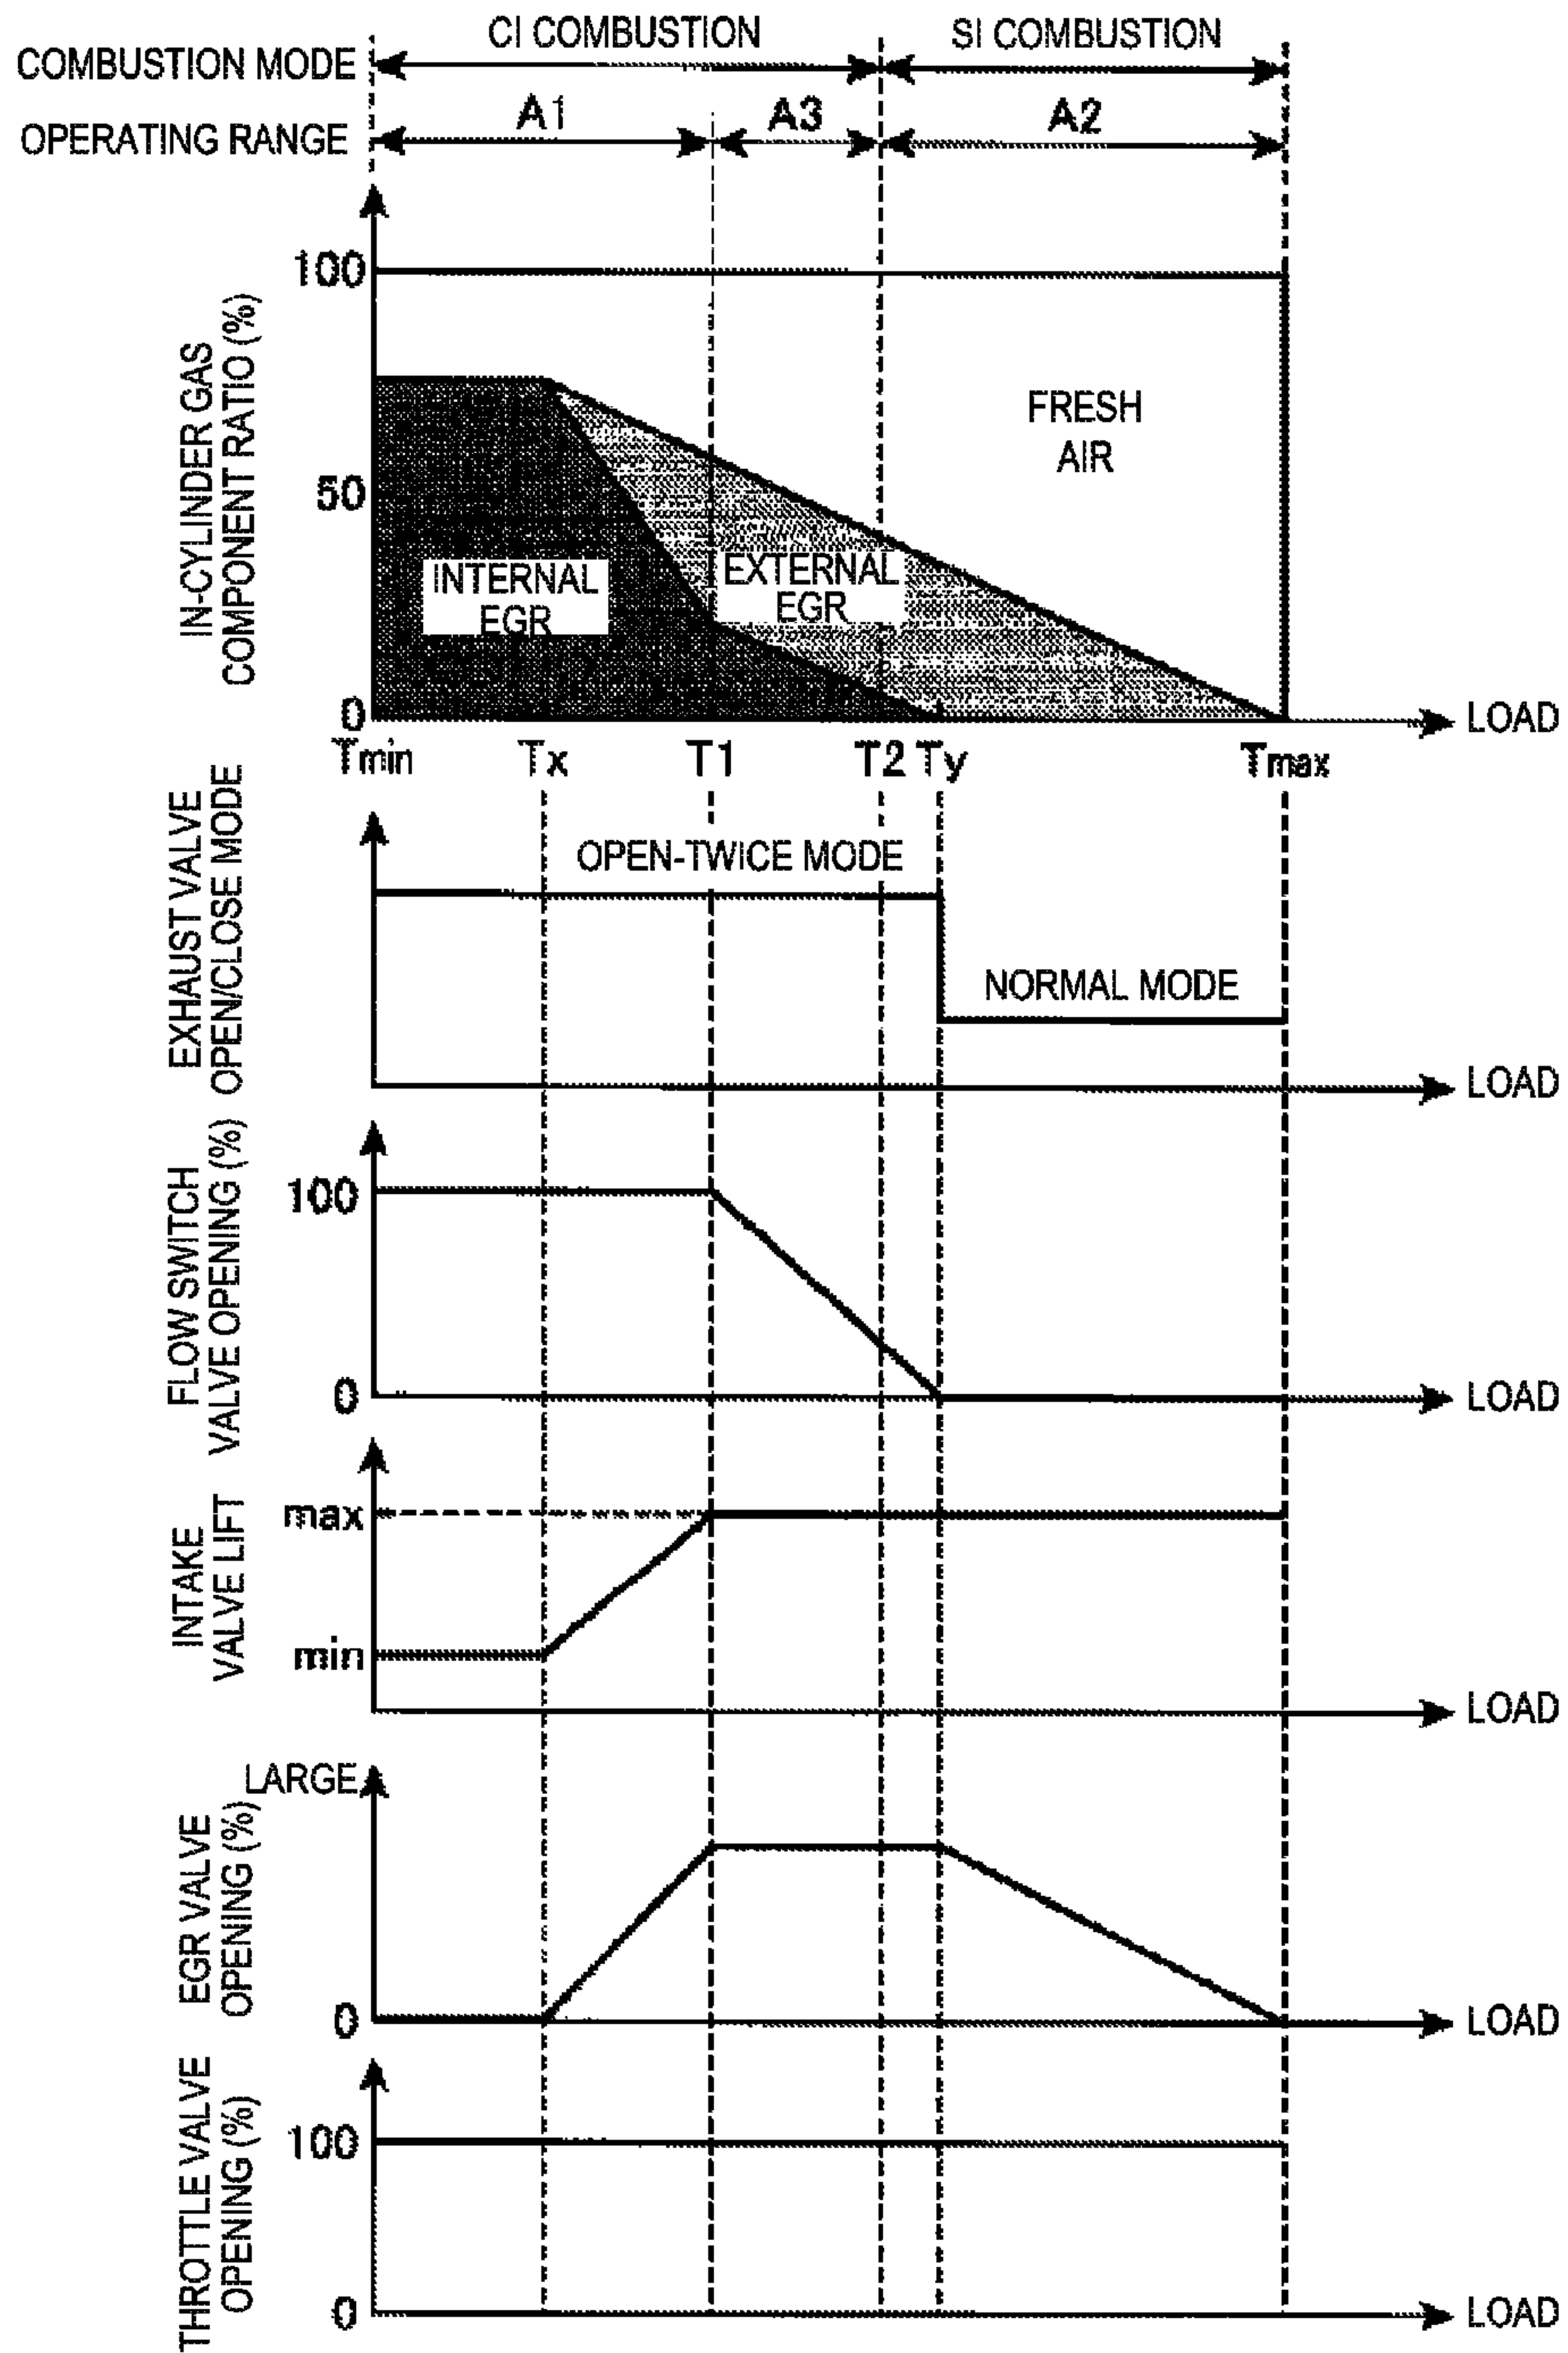 CI COMBUSTION
SI COMBUSTION
COMBUSTION MODE
A1
A3
A2
OPERATING RANGE
100
50
0
IN-CYLINDER GAS
COMPONENT RATIO (%)
FRESH
AIR
INTERNAL
EGR
EXTERNAL
EGR
LOAD
Tmin
Tx
T1
T2
Ty
Tmax
EXHAUST VALVE
OPEN/CLOSE MODE
OPEN-TWICE MODE
NORMAL MODE
LOAD
FLOW SWITCH
VALVE OPENING (%)
100
0
LOAD
INTAKE
VALVE LIFT
max
min
LOAD
LARGE
EGR VALVE
OPENING (%)
0
LOAD
THROTTLE VALVE
OPENING (%)
100
0
LOAD